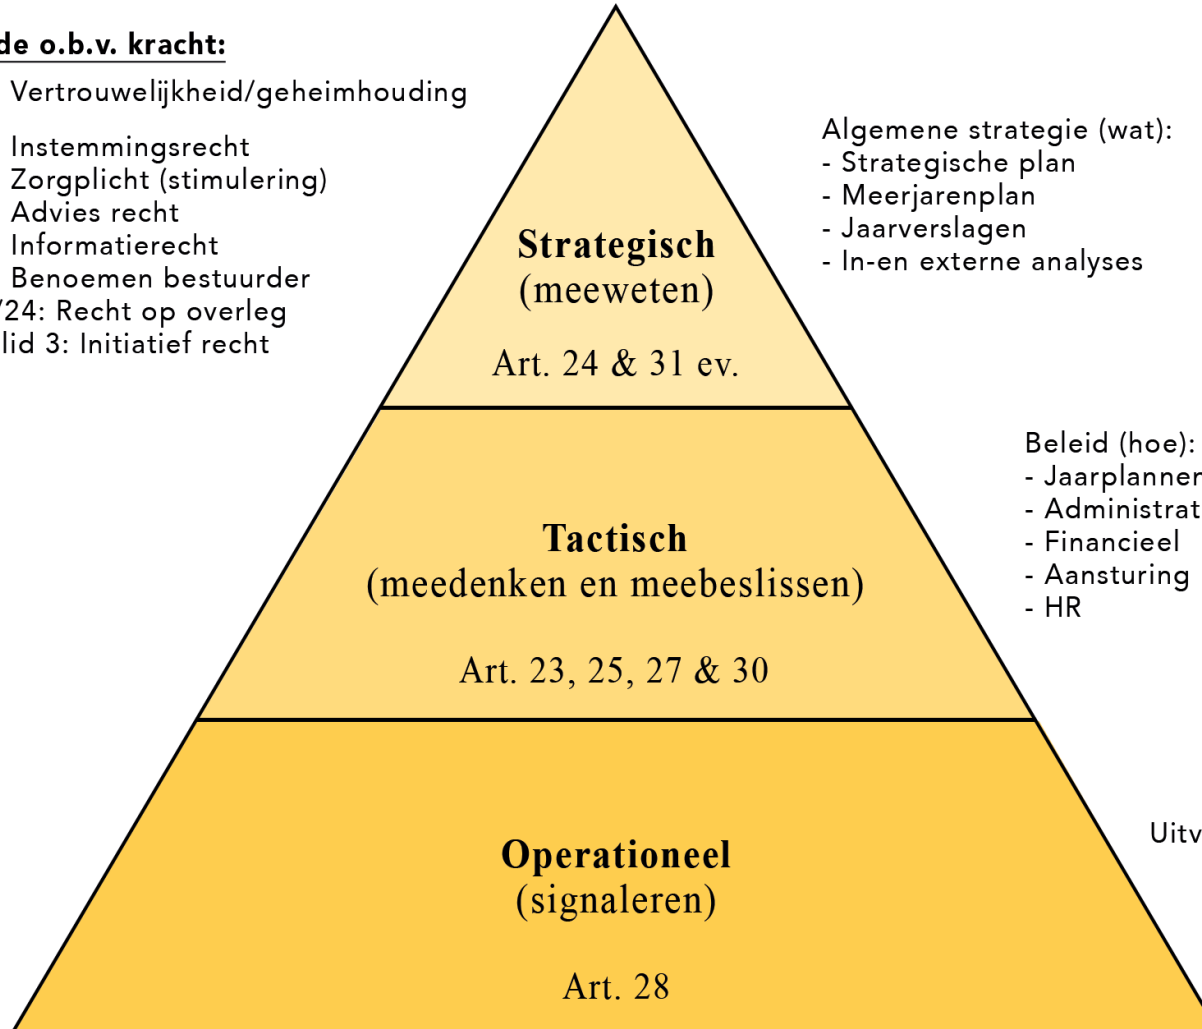 de o.b.v. kracht:
Vertrouwelijkheid/geheimhouding
Instemmingsrecht
Zorgplicht (stimulering)
Advies recht
Informatierecht
Benoemen bestuurder
/24: Recht op overleg
lid 3: Initiatief recht
Strategisch
(meeweten)
Art. 24 & 31 ev.
Algemene strategie (wat):
- Strategische plan
- Meerjarenplan
- Jaarverslagen
- In-en externe analyses
Tactisch
(meedenken en meebeslissen)
Art. 23, 25, 27 & 30
Beleid (hoe):
- Jaarplannen
- Administrat
- Financieel
- Aansturing
- HR
Operationeel
(signaleren)
Art. 28
Uitv